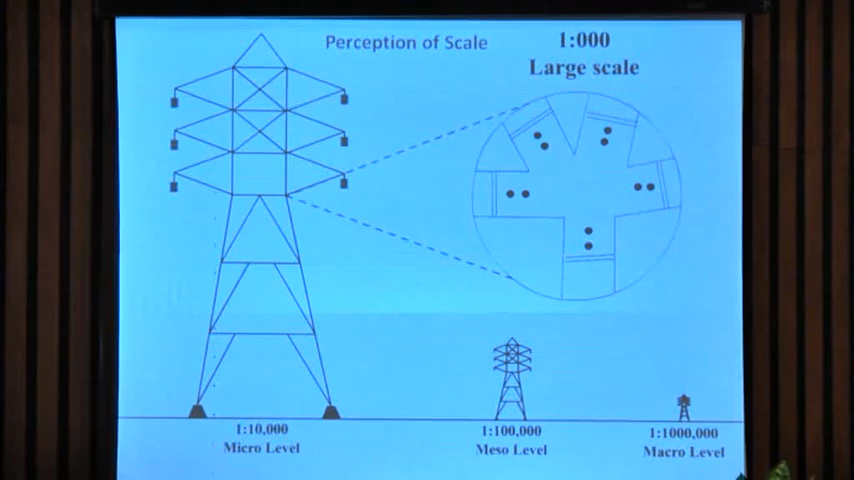 Perception of Scale
1:000
Large scale
1:10,000
Micro Level
1:100,000
Meso Level
1:1000,000
Macro Level